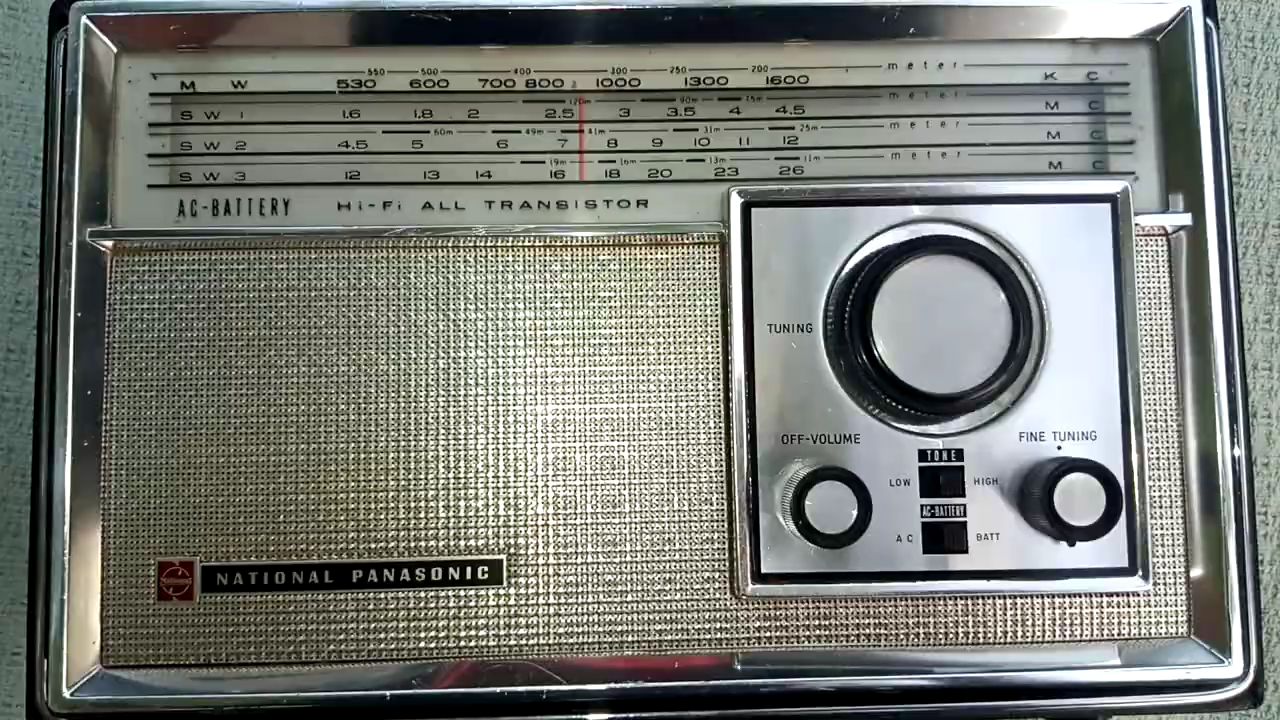 550 500 400 300 250 200 meter
M W 530 600 700 800 1000 1300 1600 K C
120m 90m 75m meter
S W 1 1.6 1.8 2 2.5 3 3.5 4 4.5 M C
60m 49m 41m 31m 25m meter
S W 2 4.5 5 6 7 8 9 10 11 12 M C
19m 16m 13m 11m meter
S W 3 12 13 14 16 18 20 23 26 M C
AC-BATTERY Hi-Fi ALL TRANSISTOR
TUNING
OFF-VOLUME
FINE TUNING
TONE
LOW HIGH
AC-BATTERY
AC BATT
National
NATIONAL PANASONIC